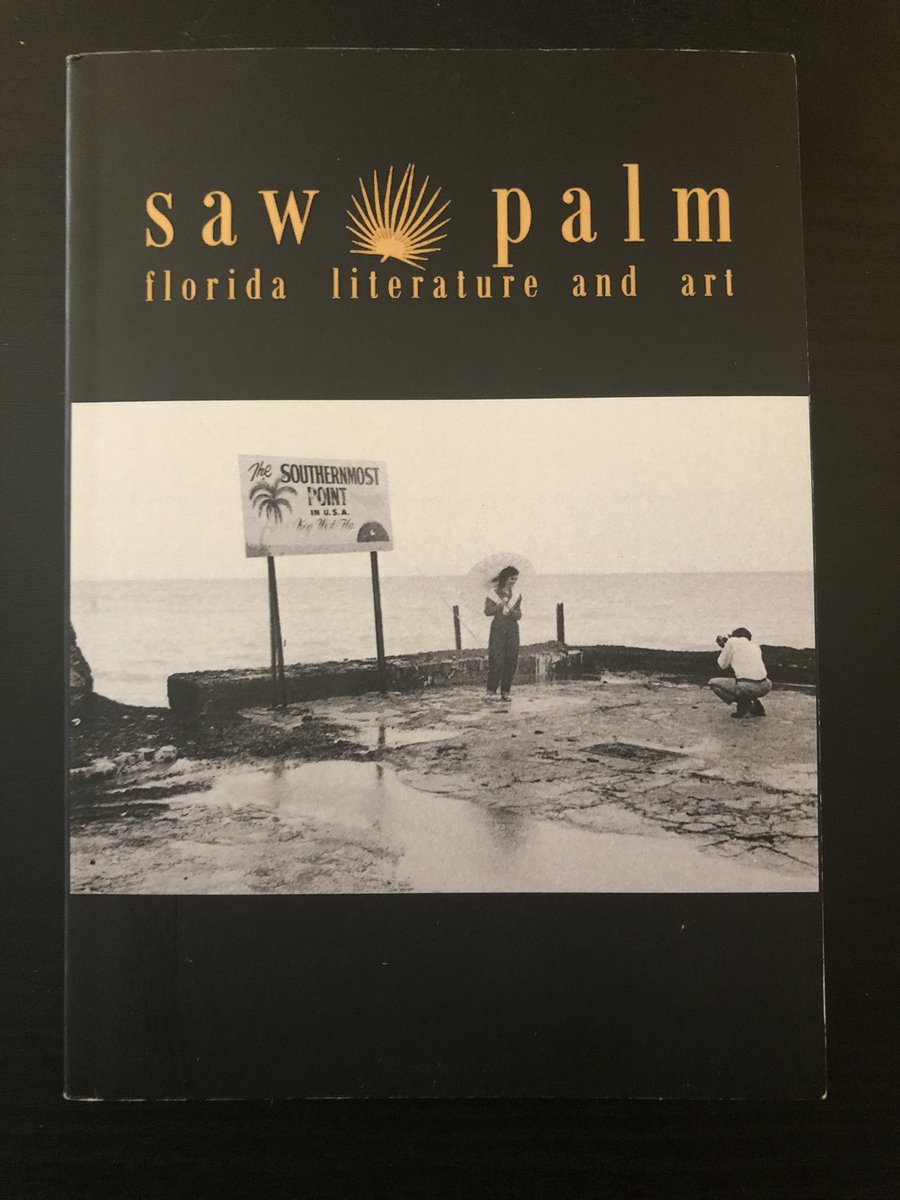 saw palm
florida literature and art
The SOUTHERNMOST
POINT
IN U.S.A.
Key West Fla.